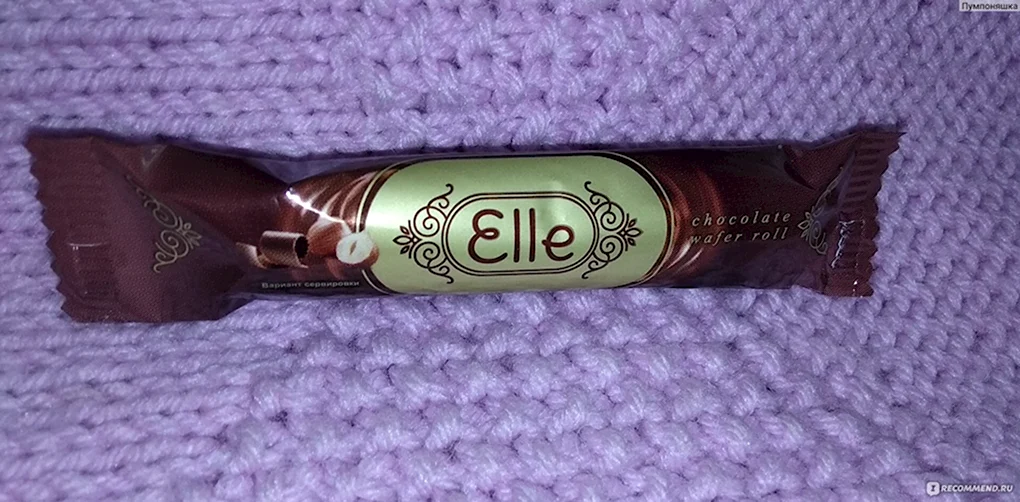 Пумпоняшка
Elle
chocolate
wafer roll
Вариант сервировки
I RECOMMEND.RU